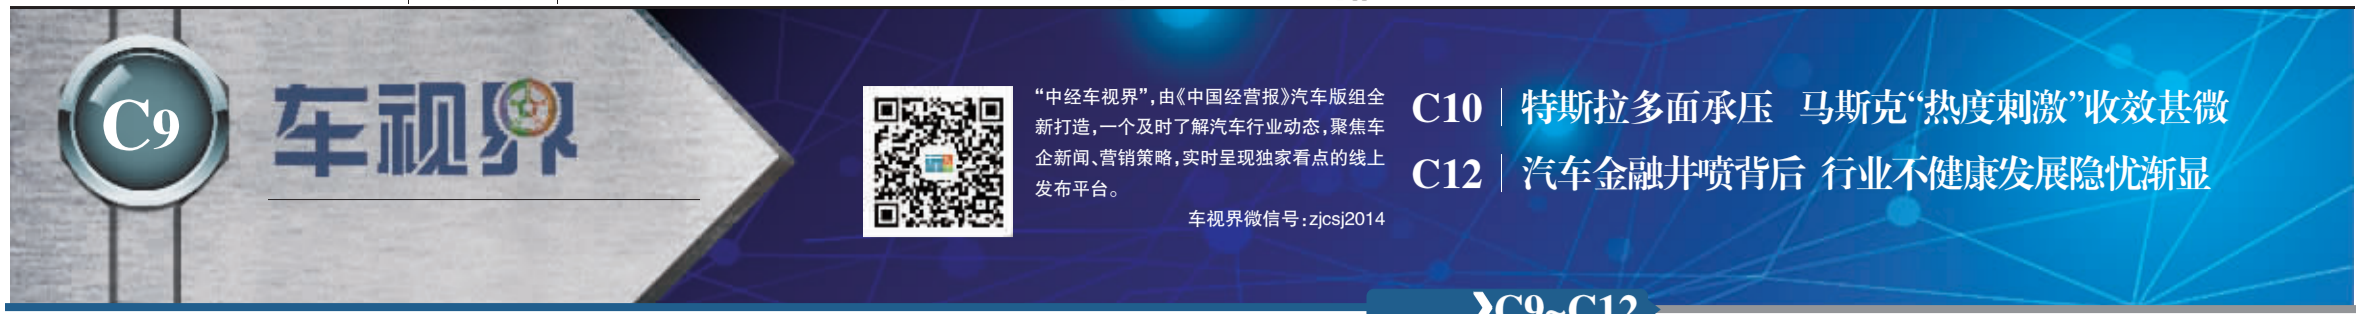 C9
车视界
“中经车视界”,由《中国经营报》汽车版组全
新打造,一个及时了解汽车行业动态,聚焦车
企新闻、营销策略,实时呈现独家看点的线上
发布平台。
车视界微信号:zjcsj2014
C10 特斯拉多面承压 马斯克“热度刺激”收效甚微
C12 汽车金融井喷背后 行业不健康发展隐忧渐显
C9~C12